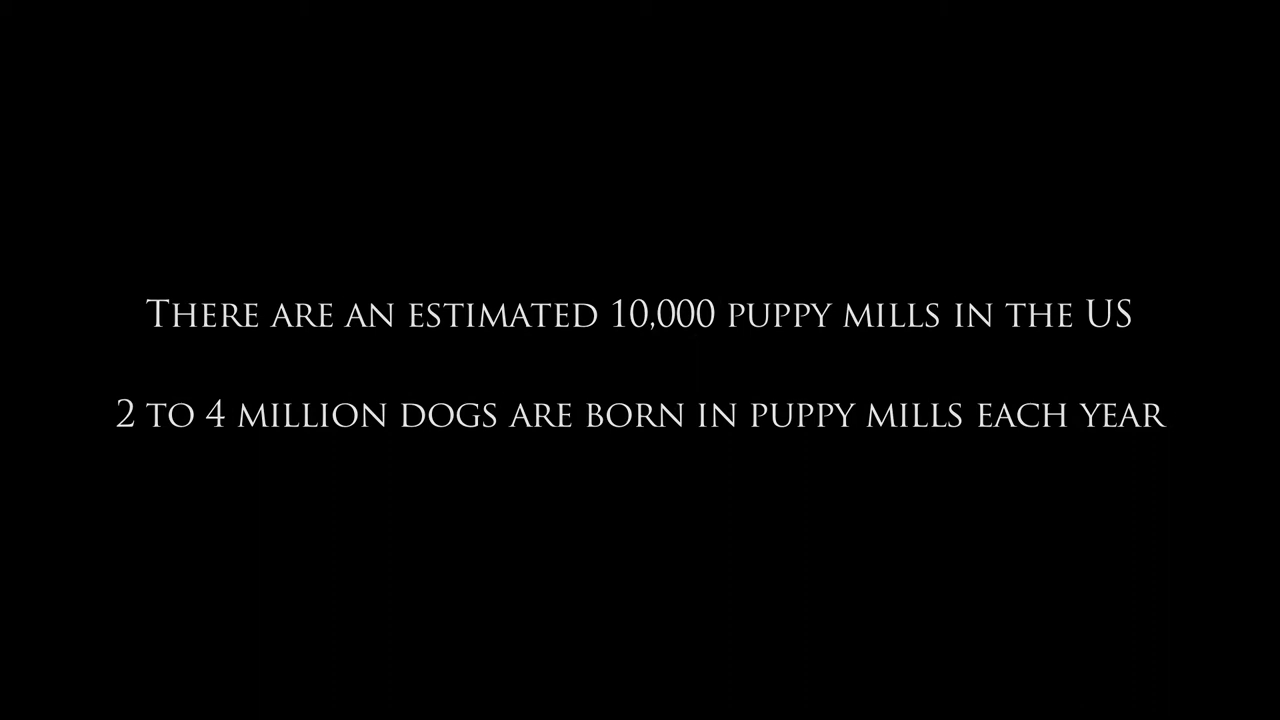 There are an estimated 10,000 puppy mills in the US
2 to 4 million dogs are born in puppy mills each year